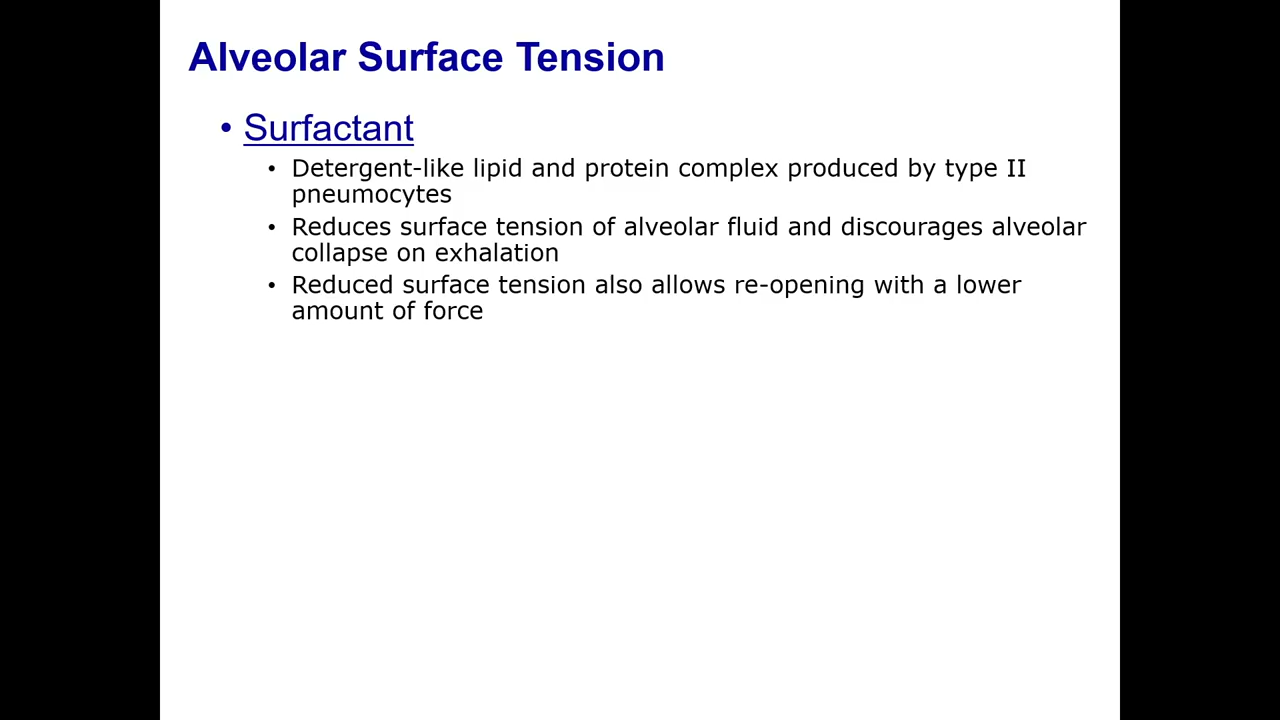 Alveolar Surface Tension
• Surfactant
• Detergent-like lipid and protein complex produced by type II
pneumocytes
• Reduces surface tension of alveolar fluid and discourages alveolar
collapse on exhalation
• Reduced surface tension also allows re-opening with a lower
amount of force